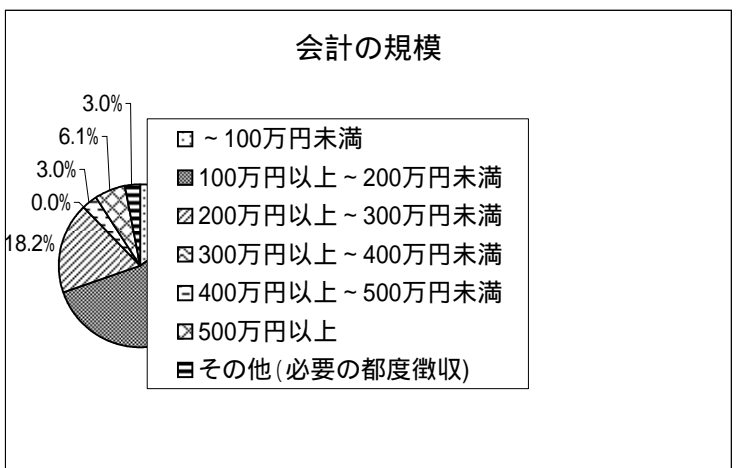 会計の規模
3.0%
6.1%
3.0%
0.0%
18.2%
~100万円未満
100万円以上~200万円未満
200万円以上~300万円未満
300万円以上~400万円未満
400万円以上~500万円未満
500万円以上
その他(必要の都度徴収)